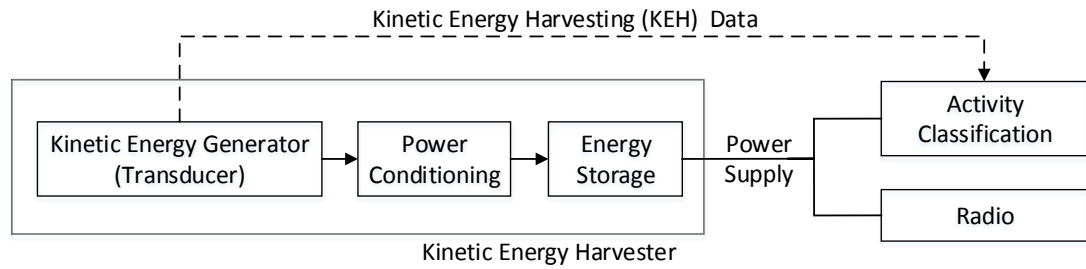 Kinetic Energy Harvesting (KEH) Data
Kinetic Energy Generator
(Transducer)
Power
Conditioning
Energy
Storage
Power
Supply
Activity
Classification
Radio
Kinetic Energy Harvester